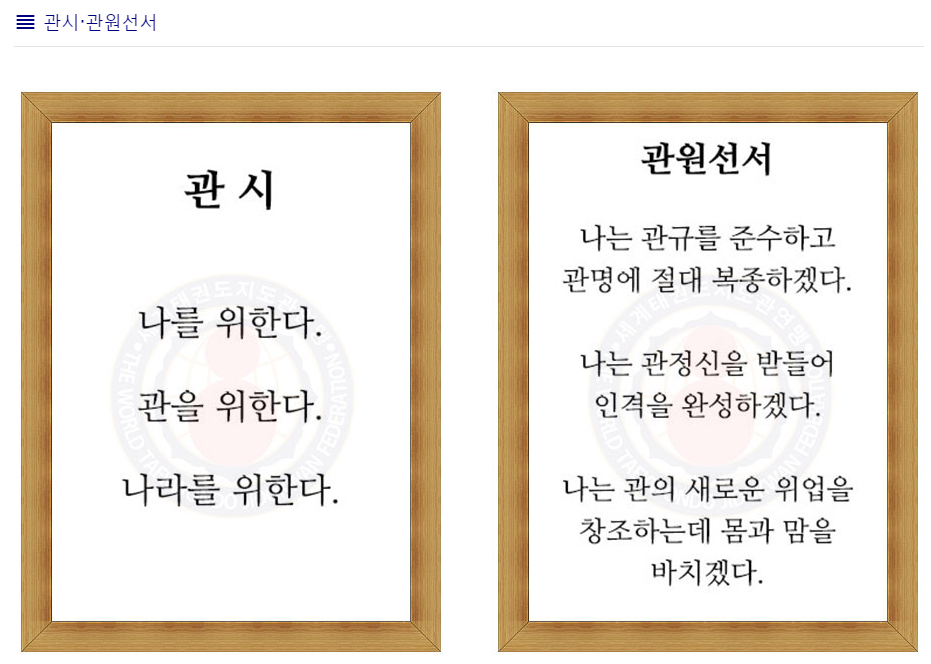 관시·관원선서
관 시
나를 위한다.
관을 위한다.
나라를 위한다.
관원선서
나는 관규를 준수하고
관명에 절대 복종하겠다.
나는 관정신을 받들어
인격을 완성하겠다.
나는 관의 새로운 위업을
창조하는데 몸과 맘을
바치겠다.